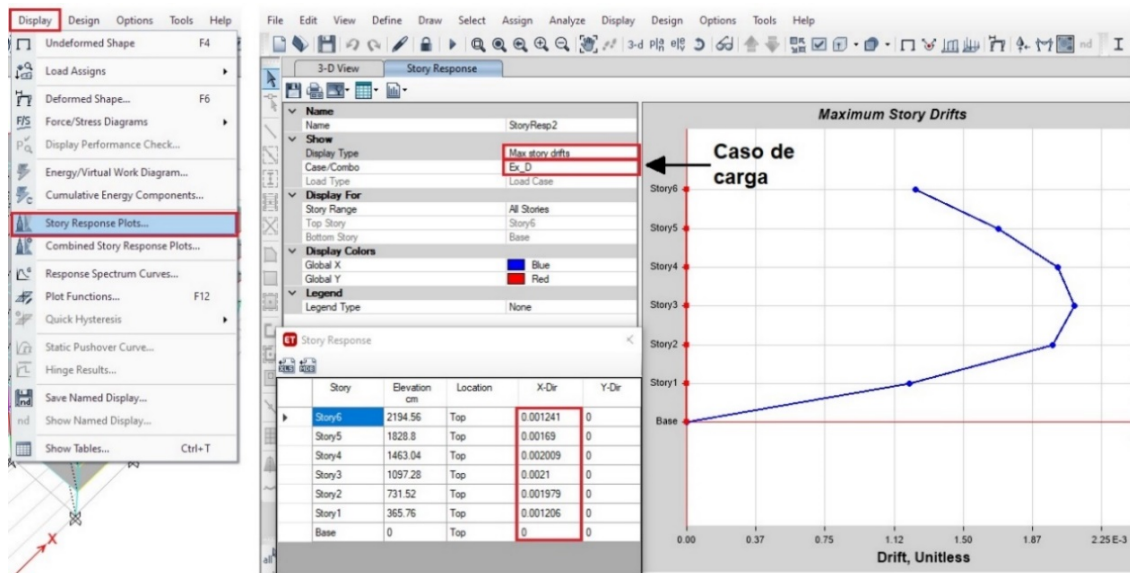 Display Design Options Tools Help
Undeformed Shape F4
Load Assigns
Deformed Shape... F6
F/S Force/Stress Diagrams
Display Performance Check...
Energy/Virtual Work Diagram...
Cumulative Energy Components...
Story Response Plots...
Combined Story Response Plots...
Response Spectrum Curves...
Plot Functions... F12
Quick Hysteresis
Static Pushover Curve...
Hinge Results...
Save Named Display...
nd Show Named Display...
Show Tables... Ctrl+T
X
File Edit View Define Draw Select Assign Analyze Display Design Options Tools Help
3-d
nd
I
3-D View Story Response
Name
Name StoryResp2
Show
Display Type Max story drifts
Case/Combo Ex_D
Load Type Load Case
Display For
Story Range All Stories
Top Story Story6
Bottom Story Base
Display Colors
Global X Blue
Global Y Red
Legend
Legend Type None
Caso de
carga
ET Story Response
Story Elevation Location X-Dir Y-Dir
cm
Story6 2194.56 Top 0.001241 0
Story5 1828.8 Top 0.00169 0
Story4 1463.04 Top 0.002009 0
Story3 1097.28 Top 0.0021 0
Story2 731.52 Top 0.001979 0
Story1 365.76 Top 0.001206 0
Base 0 Top 0 0
all
Maximum Story Drifts
Story6
Story5
Story4
Story3
Story2
Story1
Base
0.00 0.37 0.75 1.12 1.50 1.87 2.25 E-3
Drift, Unitless